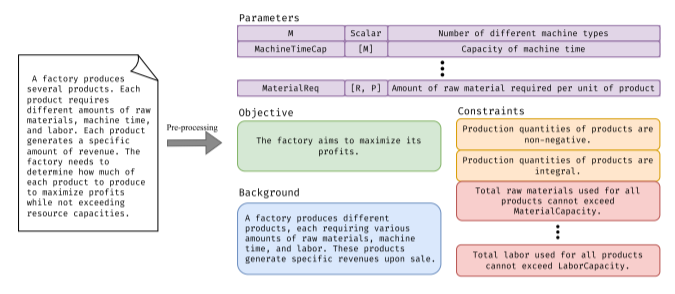 A factory produces
several products. Each
product requires
different amounts of raw
materials, machine time,
and labor. Each product
generates a specific
amount of revenue. The
factory needs to
determine how much of
each product to produce
to maximize profits
while not exceeding
resource capacities.
Pre-processing
Parameters
M Scalar Number of different machine types
MachineTimeCap [M] Capacity of machine time
MaterialReq [R, P] Amount of raw material required per unit of product
Objective
The factory aims to maximize its
profits.
Background
A factory produces different
products, each requiring various
amounts of raw materials, machine
time, and labor. These products
generate specific revenues upon sale.
Constraints
Production quantities of products are
non-negative.
Production quantities of products are
integral.
Total raw materials used for all
products cannot exceed
MaterialCapacity.
Total labor used for all products
cannot exceed LaborCapacity.